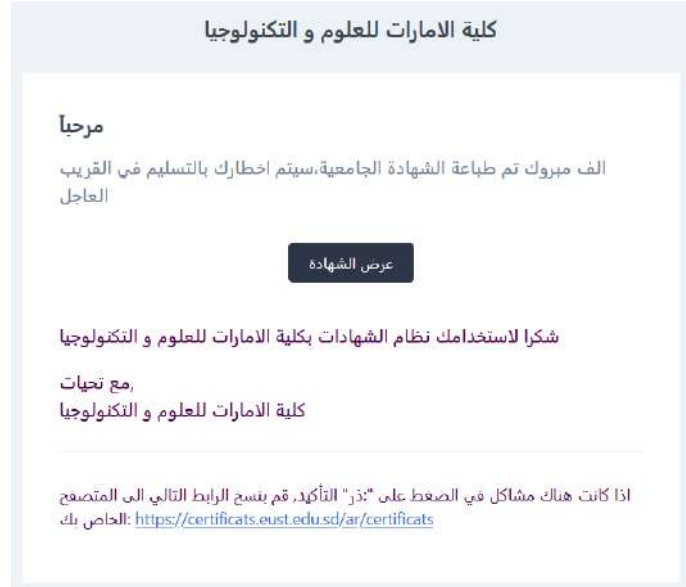 كلية الامارات للعلوم و التكنولوجيا
مرحباً
الف مبروك تم طباعة الشهادة الجامعية،سيتم اخطارك بالتسليم في القريب
العاجل
عرض الشهادة
شكرا لاستخدامك نظام الشهادات بكلية الامارات للعلوم و التكنولوجيا
مع تحيات,
كلية الامارات للعلوم و التكنولوجيا
اذا كانت هناك مشاكل في الضغط على ":ذر" التأكيد, قم بنسخ الرابط التالي الى المتصفح
الخاص بك: https://certificats.eust.edu.sd/ar/certificats